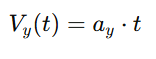 V_y(t) = a_y · t